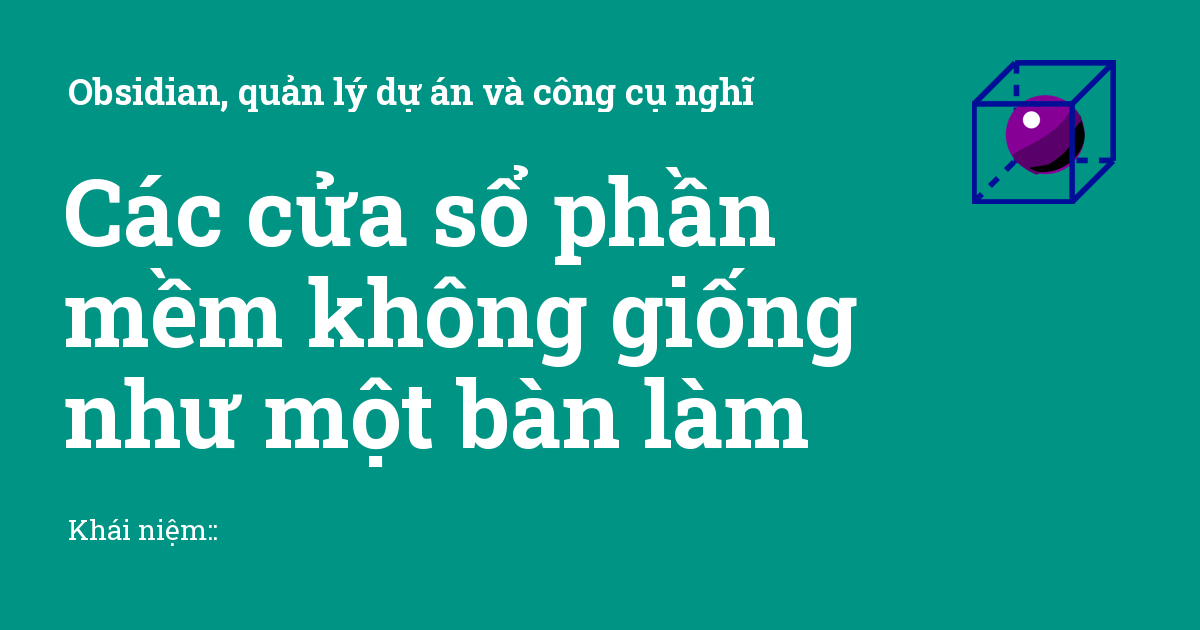 Obsidian, quản lý dự án và công cụ nghĩ
Các cửa sổ phần
mềm không giống
như một bàn làm
Khái niệm::